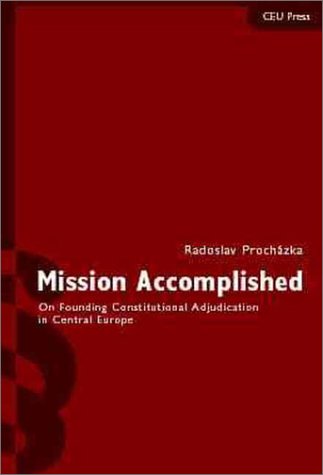 CEU Press
Radoslav Procházka
Mission Accomplished
On Founding Constitutional Adjudication
in Central Europe